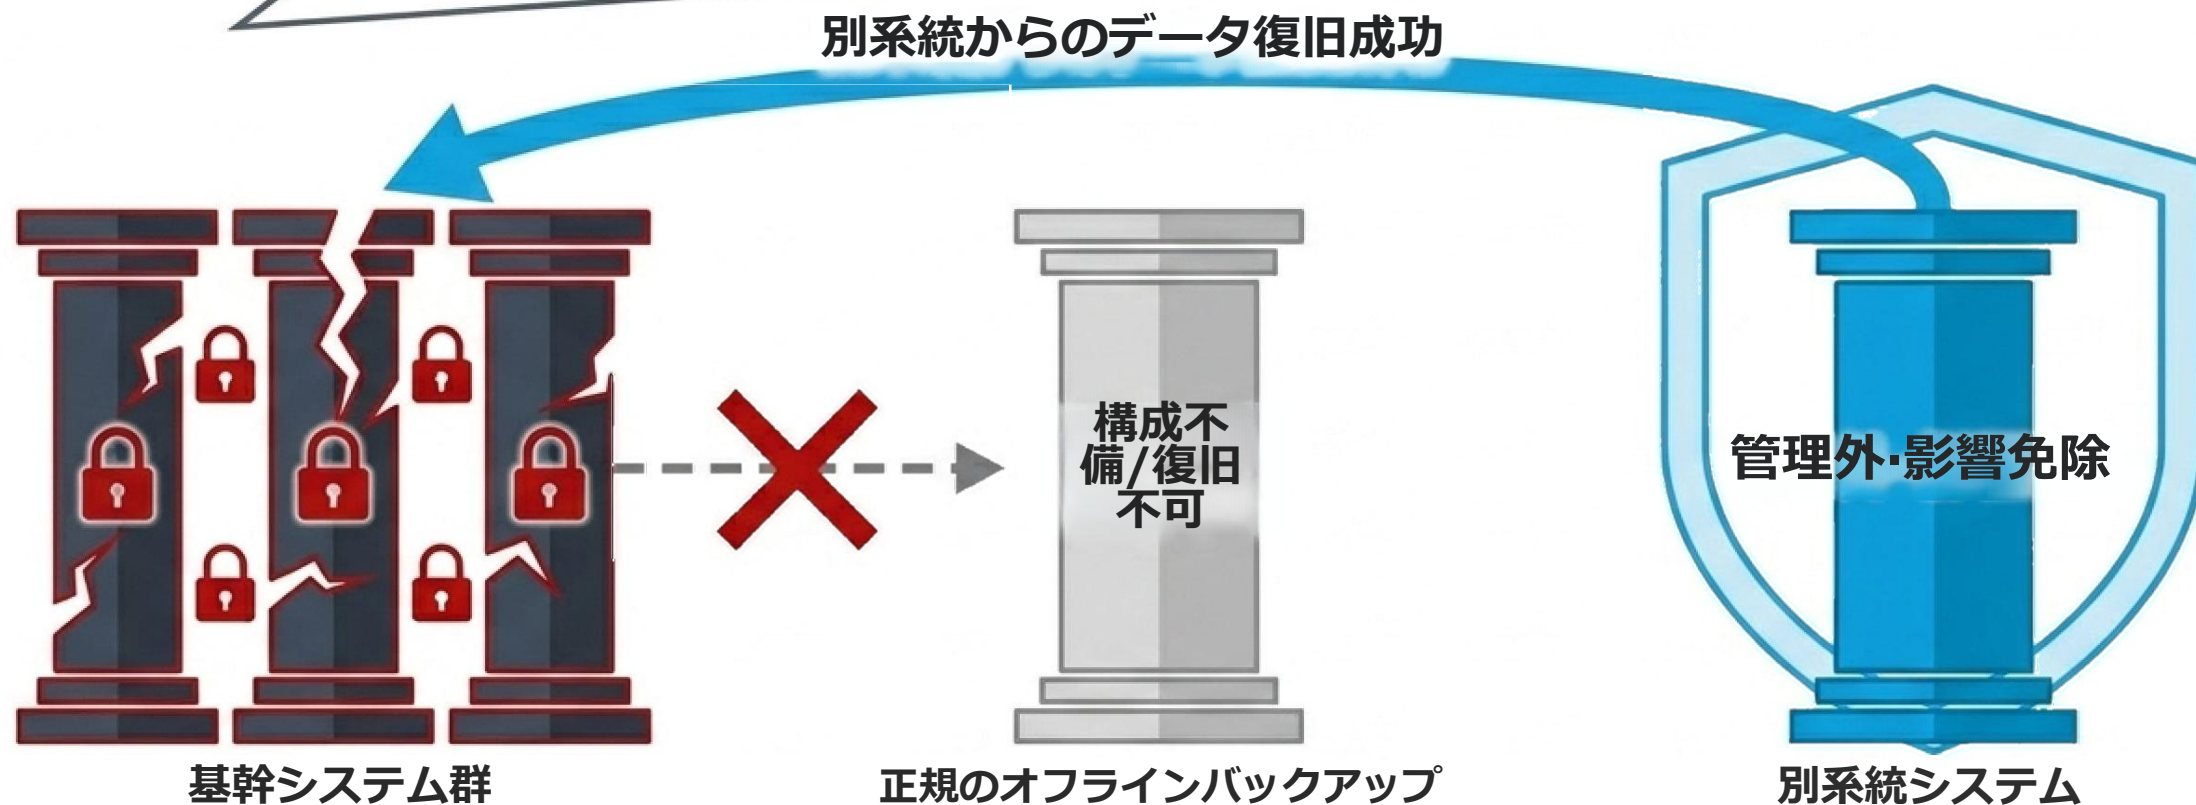 別系統からのデータ復旧成功
構成不
備/復旧
不可
管理外·影響免除
基幹システム群
正規のオフラインバックアップ
別系統システム